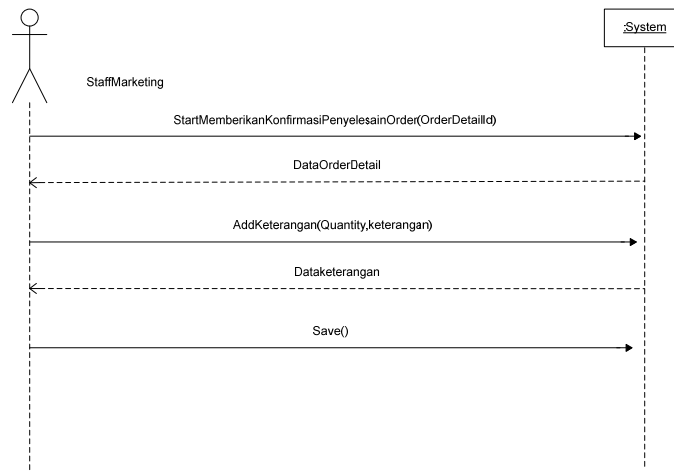 :System
StaffMarketing
StartMemberikanKonfirmasiPenyelesainOrder(OrderDetailId)
DataOrderDetail
AddKeterangan(Quantity,keterangan)
Dataketerangan
Save()